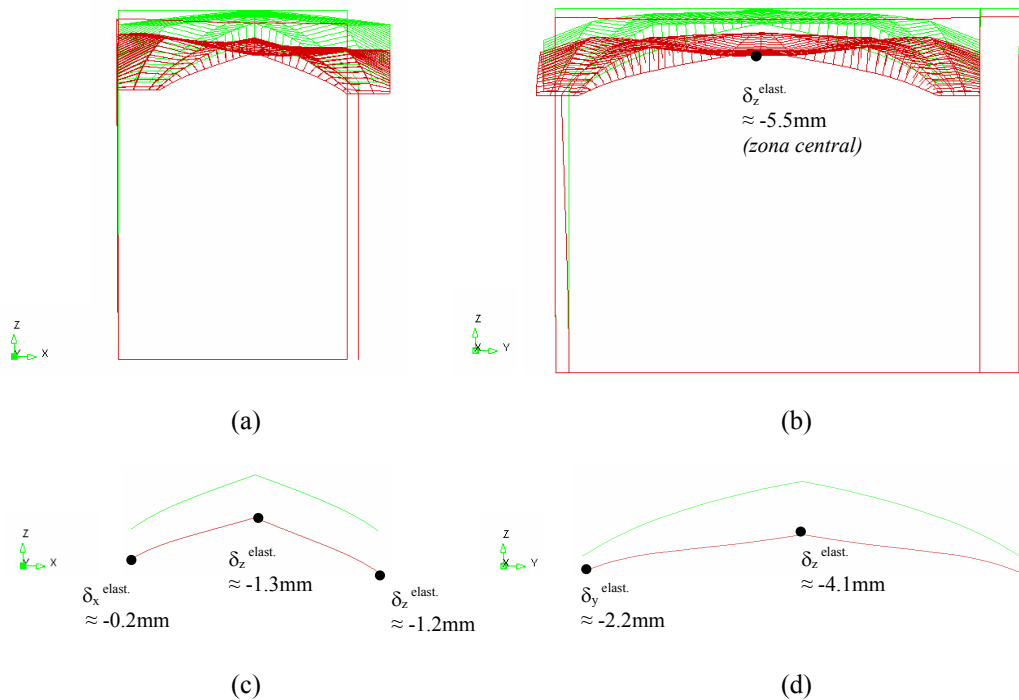 δz elast.
≈ -5.5mm
(zona central)
Z
Y X
Z
X Y
(a) (b)
Z
Y X
Z
X Y
δx elast.
≈ -0.2mm
δz elast.
≈ -1.3mm
δz elast.
≈ -1.2mm
δy elast.
≈ -2.2mm
δz elast.
≈ -4.1mm
(c) (d)